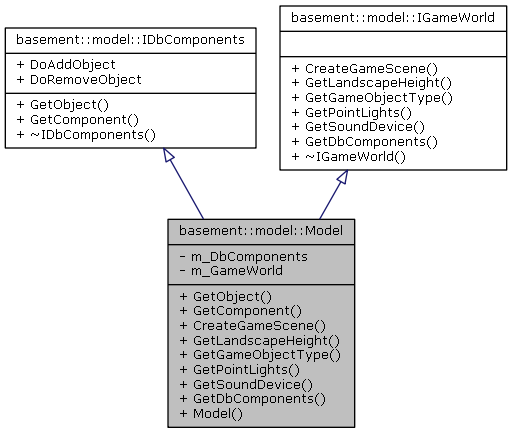 basement::model::IDbComponents
+ DoAddObject
+ DoRemoveObject
+ GetObject()
+ GetComponent()
+ ~IDbComponents()
basement::model::IGameWorld
+ CreateGameScene()
+ GetLandscapeHeight()
+ GetGameObjectType()
+ GetPointLights()
+ GetSoundDevice()
+ GetDbComponents()
+ ~IGameWorld()
basement::model::Model
- m_DbComponents
- m_GameWorld
+ GetObject()
+ GetComponent()
+ CreateGameScene()
+ GetLandscapeHeight()
+ GetGameObjectType()
+ GetPointLights()
+ GetSoundDevice()
+ GetDbComponents()
+ Model()